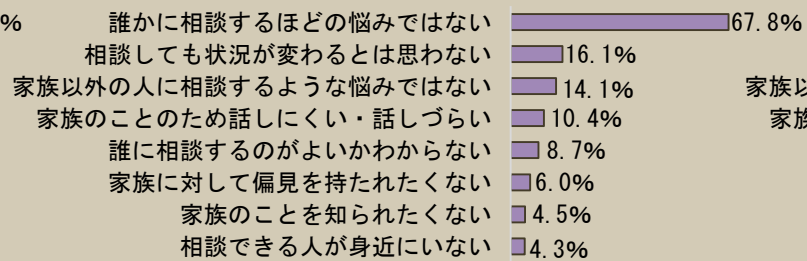 % 誰かに相談するほどの悩みではない 67.8%
相談しても状況が変わるとは思わない 16.1%
家族以外の人に相談するような悩みではない 14.1% 家族以
家族のことのため話しにくい・話しづらい 10.4% 家族
誰に相談するのがよいかわからない 8.7%
家族に対して偏見を持たれたくない 6.0%
家族のことを知られたくない 4.5%
相談できる人が身近にいない 4.3%